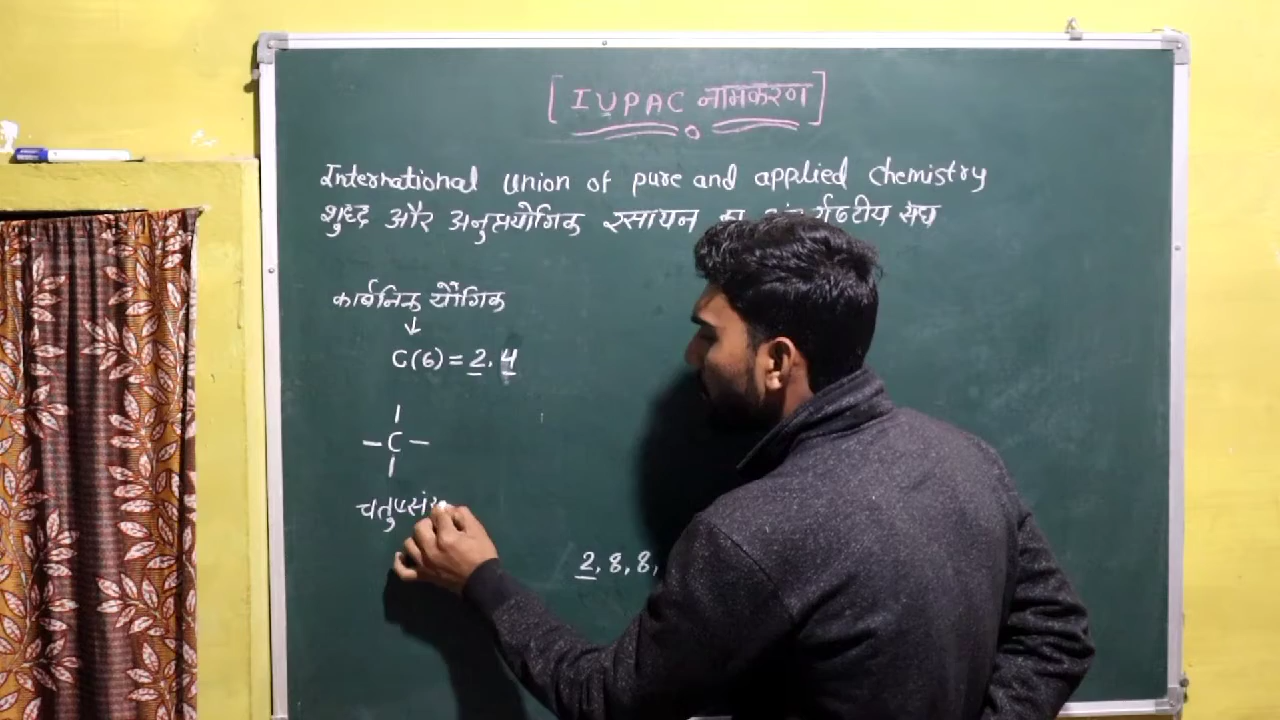 [IUPAC नामकरण]
International union of pure and applied chemistry
शुद्ध और अनुप्रयोगिक रसायन संघ
कार्बनिक यौगिक
↓
C(6) = 2, 4
– C –
2, 8, 8,